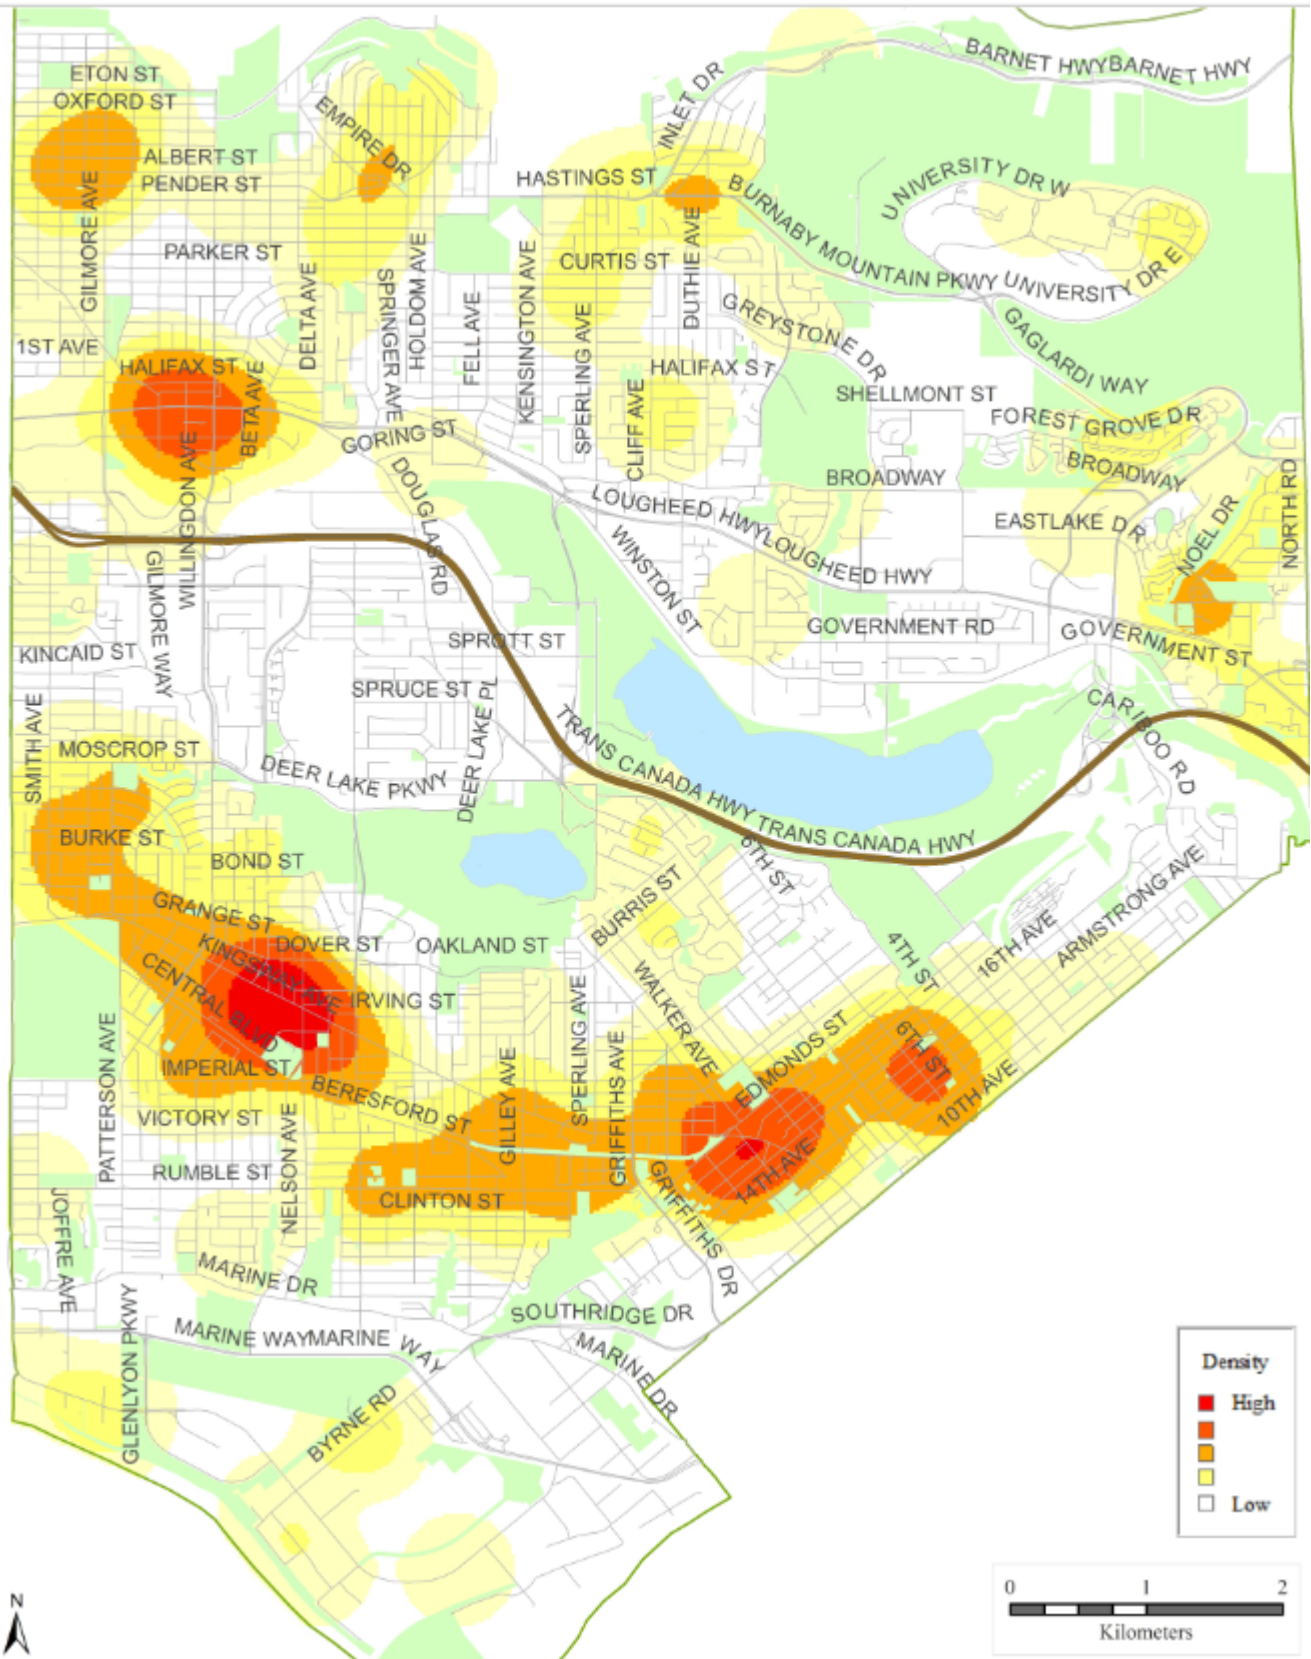 BARNET HWYBARNET HWY
ETON ST
OXFORD ST
INLET DR
EMPIRE DR
ALBERT ST
PENDER ST
HASTINGS ST
UNIVERSITY DR W
GILMORE AVE
BURNABY MOUNTAIN PKWY
UNIVERSITY DR E
PARKER ST
CURTIS ST
DUTHIE AVE
DELTA AVE
SPRINGER AVE
HOLDOM AVE
FELL AVE
KENSINGTON AVE
SPERLING AVE
GREYSTONE DR
GAGLARDI WAY
1ST AVE
HALIFAX ST
HALIFAX ST
BETA AVE
CLIFF AVE
SHELLMONT ST
FOREST GROVE DR
GORING ST
BROADWAY
BROADWAY
WILLINGDON AVE
DOUGLAS RD
LOUGHEED HWYLOUGHEED HWY
EASTLAKE DR
NOEL DR
NORTH RD
GILMORE WAY
WINSTON ST
KINCAID ST
SPROTT ST
GOVERNMENT RD
GOVERNMENT ST
SPRUCE ST
DEER LAKE PL
SMITH AVE
MOSCROP ST
DEER LAKE PKWY
TRANS CANADA HWYTRANS CANADA HWY
CARIBOO RD
BURKE ST
BOND ST
6TH ST
BURRIS ST
ARMSTRONG AVE
GRANGE ST
KINGSWAY AVE
DOVER ST
OAKLAND ST
4TH ST
16TH AVE
CENTRAL BLVD
IRVING ST
SPERLING AVE
WALKER AVE
PATTERSON AVE
IMPERIAL ST
BERESFORD ST
GILLEY AVE
GRIFFITHS AVE
EDMONDS ST
6TH ST
10TH AVE
VICTORY ST
RUMBLE ST
NELSON AVE
CLINTON ST
14TH AVE
GRIFFITHS DR
JOFFRE AVE
MARINE DR
GLENLYON PKWY
SOUTHRIDGE DR
MARINE WAYMARINE WAY
MARINE DR
BYRNE RD
Density
High
Low
N
0 1 2
Kilometers